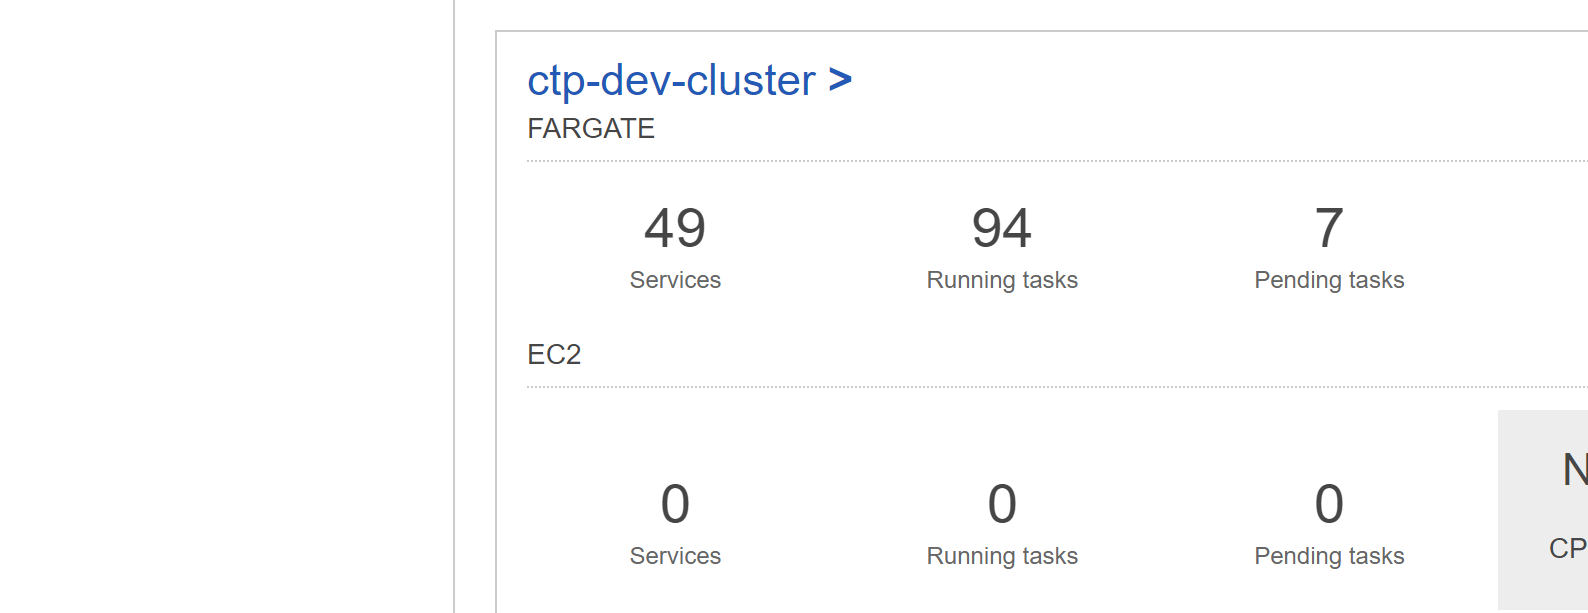 ctp-dev-cluster >
FARGATE
49 94 7
Services Running tasks Pending tasks
EC2
0 0 0
Services Running tasks Pending tasks